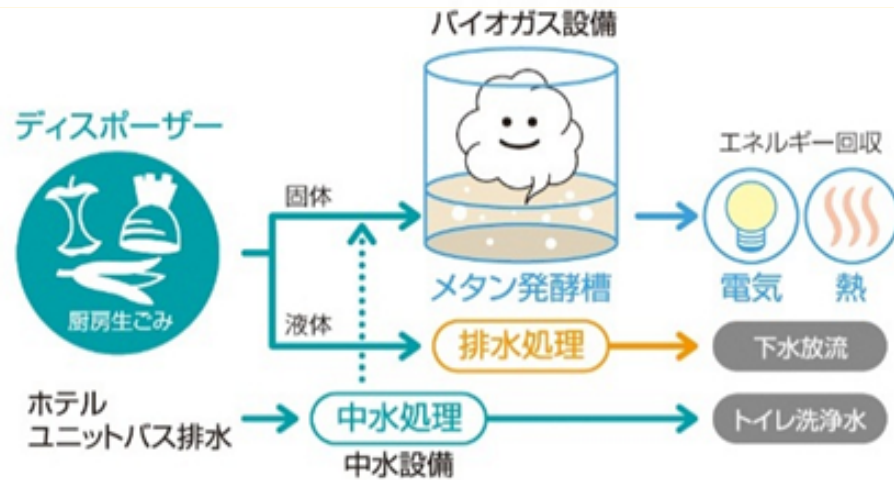 バイオガス設備
ディスポーザー
エネルギー回収
固体
厨房生ごみ
メタン発酵槽
電気
熱
液体
排水処理
下水放流
ホテル
ユニットバス排水
中水処理
トイレ洗浄水
中水設備